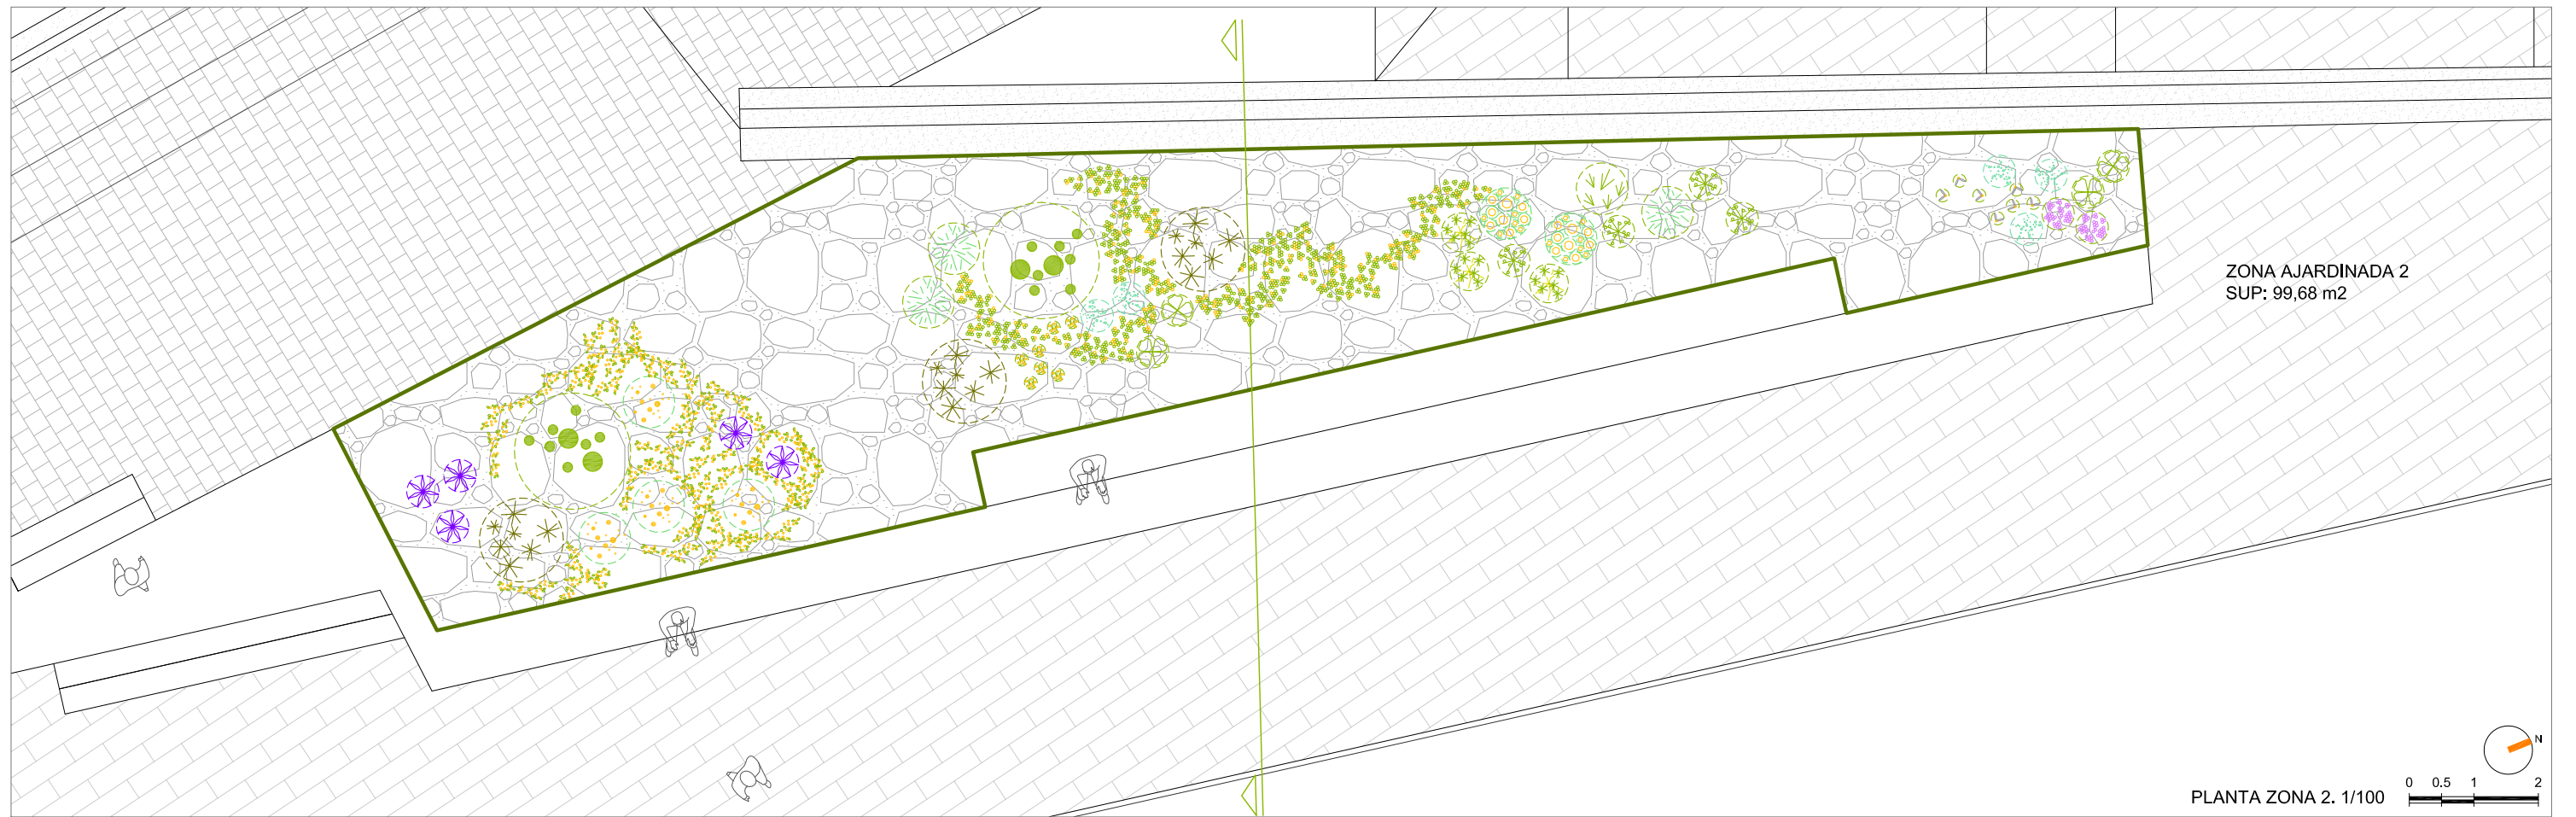 ZONA AJARDINADA 2
SUP: 99,68 m2
N
0 0.5 1 2
PLANTA ZONA 2. 1/100